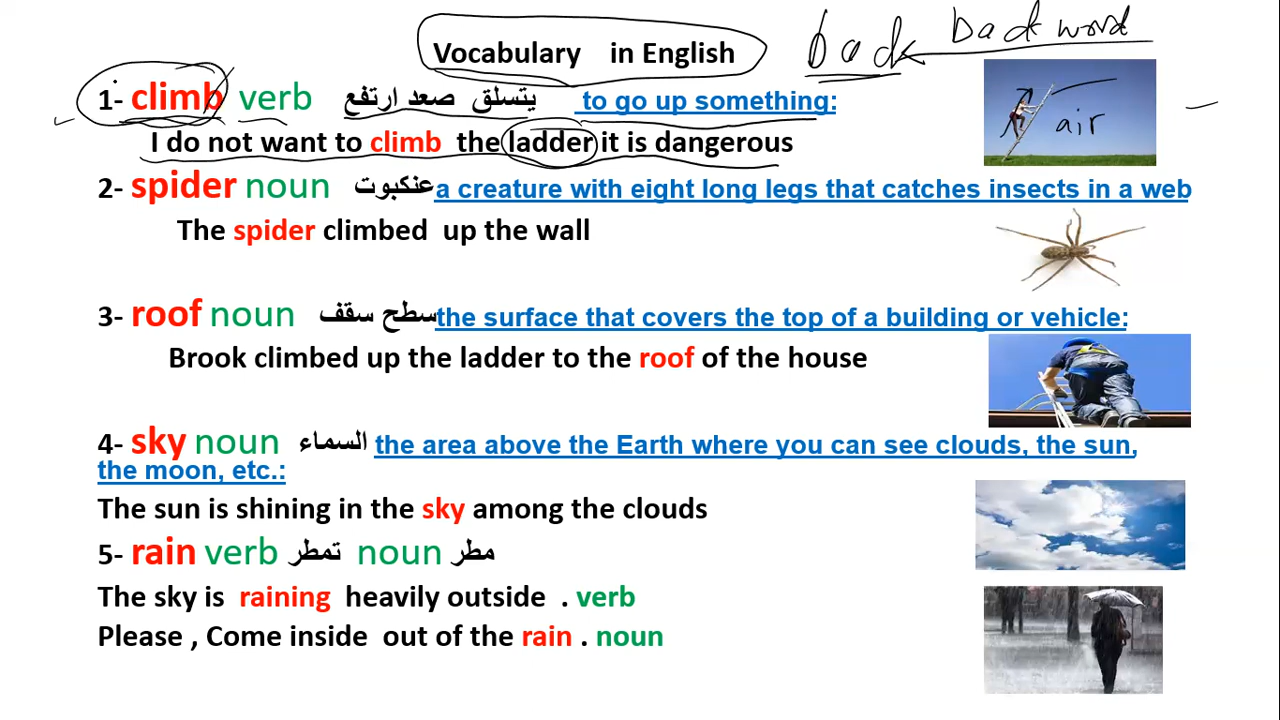 Vocabulary in English
back backword
1- climb verb يتسلق صعد ارتفع to go up something:
air
I do not want to climb the ladder it is dangerous
2- spider noun عنكبوت a creature with eight long legs that catches insects in a web
The spider climbed up the wall
3- roof noun سطح سقف the surface that covers the top of a building or vehicle:
Brook climbed up the ladder to the roof of the house
4- sky noun السماء the area above the Earth where you can see clouds, the sun,
the moon, etc.:
The sun is shining in the sky among the clouds
5- rain verb تمطر noun مطر
The sky is raining heavily outside . verb
Please , Come inside out of the rain . noun